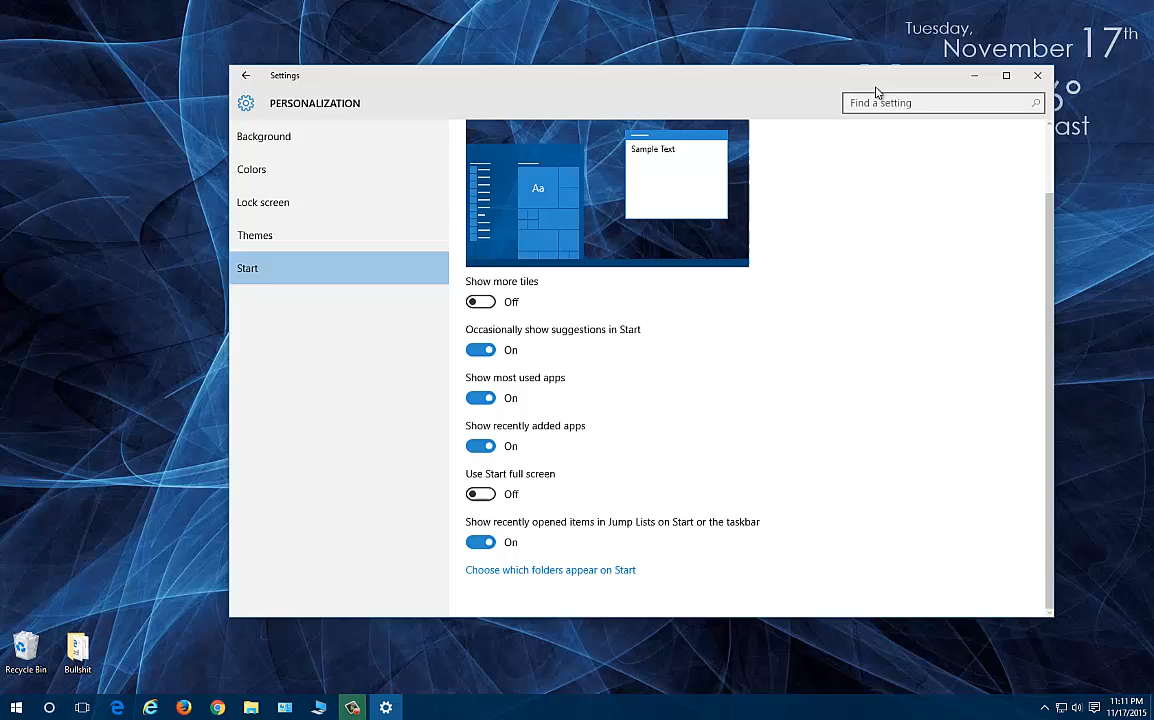 Tuesday,
November 17th
Settings
PERSONALIZATION
Find a setting
6°
ast
Background
Colors
Lock screen
Themes
Start
Sample Text
Aa
Show more tiles
Off
Occasionally show suggestions in Start
On
Show most used apps
On
Show recently added apps
On
Use Start full screen
Off
Show recently opened items in Jump Lists on Start or the taskbar
On
Choose which folders appear on Start
Recycle Bin
Bullshit
11:11 PM
11/17/2015